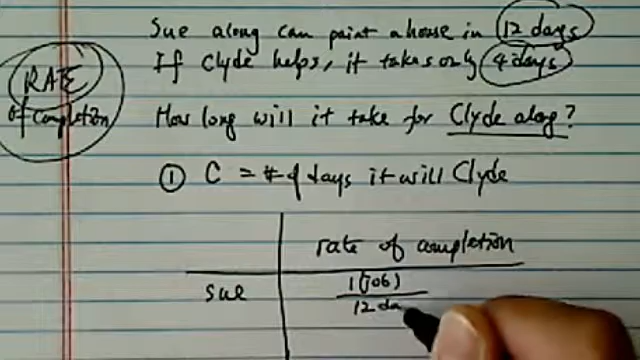 Sue along can paint a house in 12 days
If Clyde helps, it takes only 4 days
RATE
of completion
How long will it take for Clyde along?
① C = # of days it will Clyde
rate of completion
sue
1 (job)
12 da